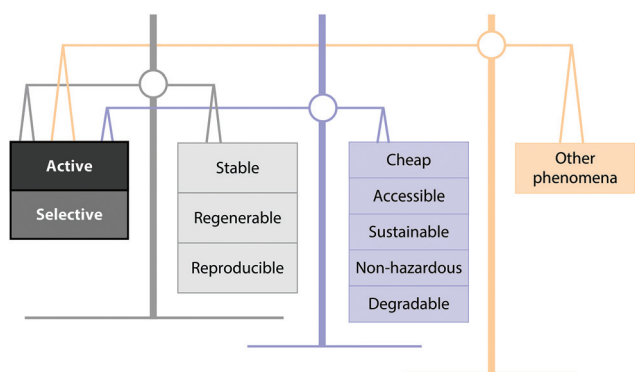 Active
Selective
Stable
Regenerable
Reproducible
Cheap
Accessible
Sustainable
Non-hazardous
Degradable
Other
phenomena